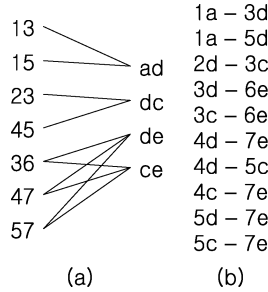 13
15
23
45
36
47
57
ad
dc
de
ce
(a)
1a – 3d
1a – 5d
2d – 3c
3d – 6e
3c – 6e
4d – 7e
4d – 5c
4c – 7e
5d – 7e
5c – 7e
(b)